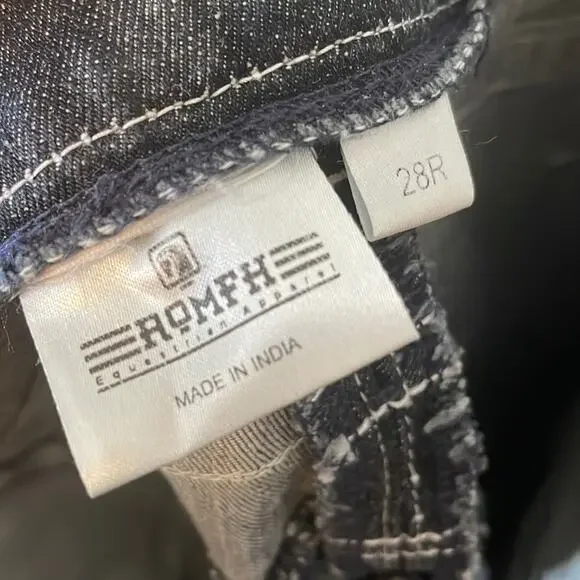 28R
ROMFH
Equestrian Apparel
MADE IN INDIA